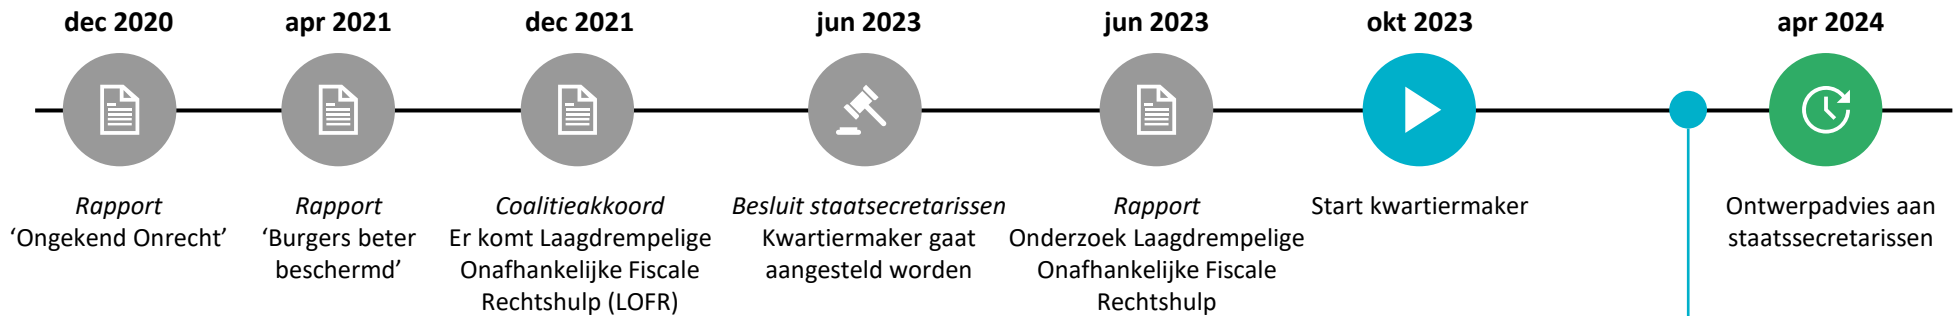 dec 2020
Rapport
‘Ongekend Onrecht’
apr 2021
Rapport
‘Burgers beter
beschermd’
dec 2021
Coalitieakkoord
Er komt Laagdrempelige
Onafhankelijke Fiscale
Rechtshulp (LOFR)
jun 2023
Besluit staatsecretarissen
Kwartiermaker gaat
aangesteld worden
jun 2023
Rapport
Onderzoek Laagdrempelige
Onafhankelijke Fiscale
Rechtshulp
okt 2023
Start kwartiermaker
apr 2024
Ontwerpadvies aan
staatssecretarissen